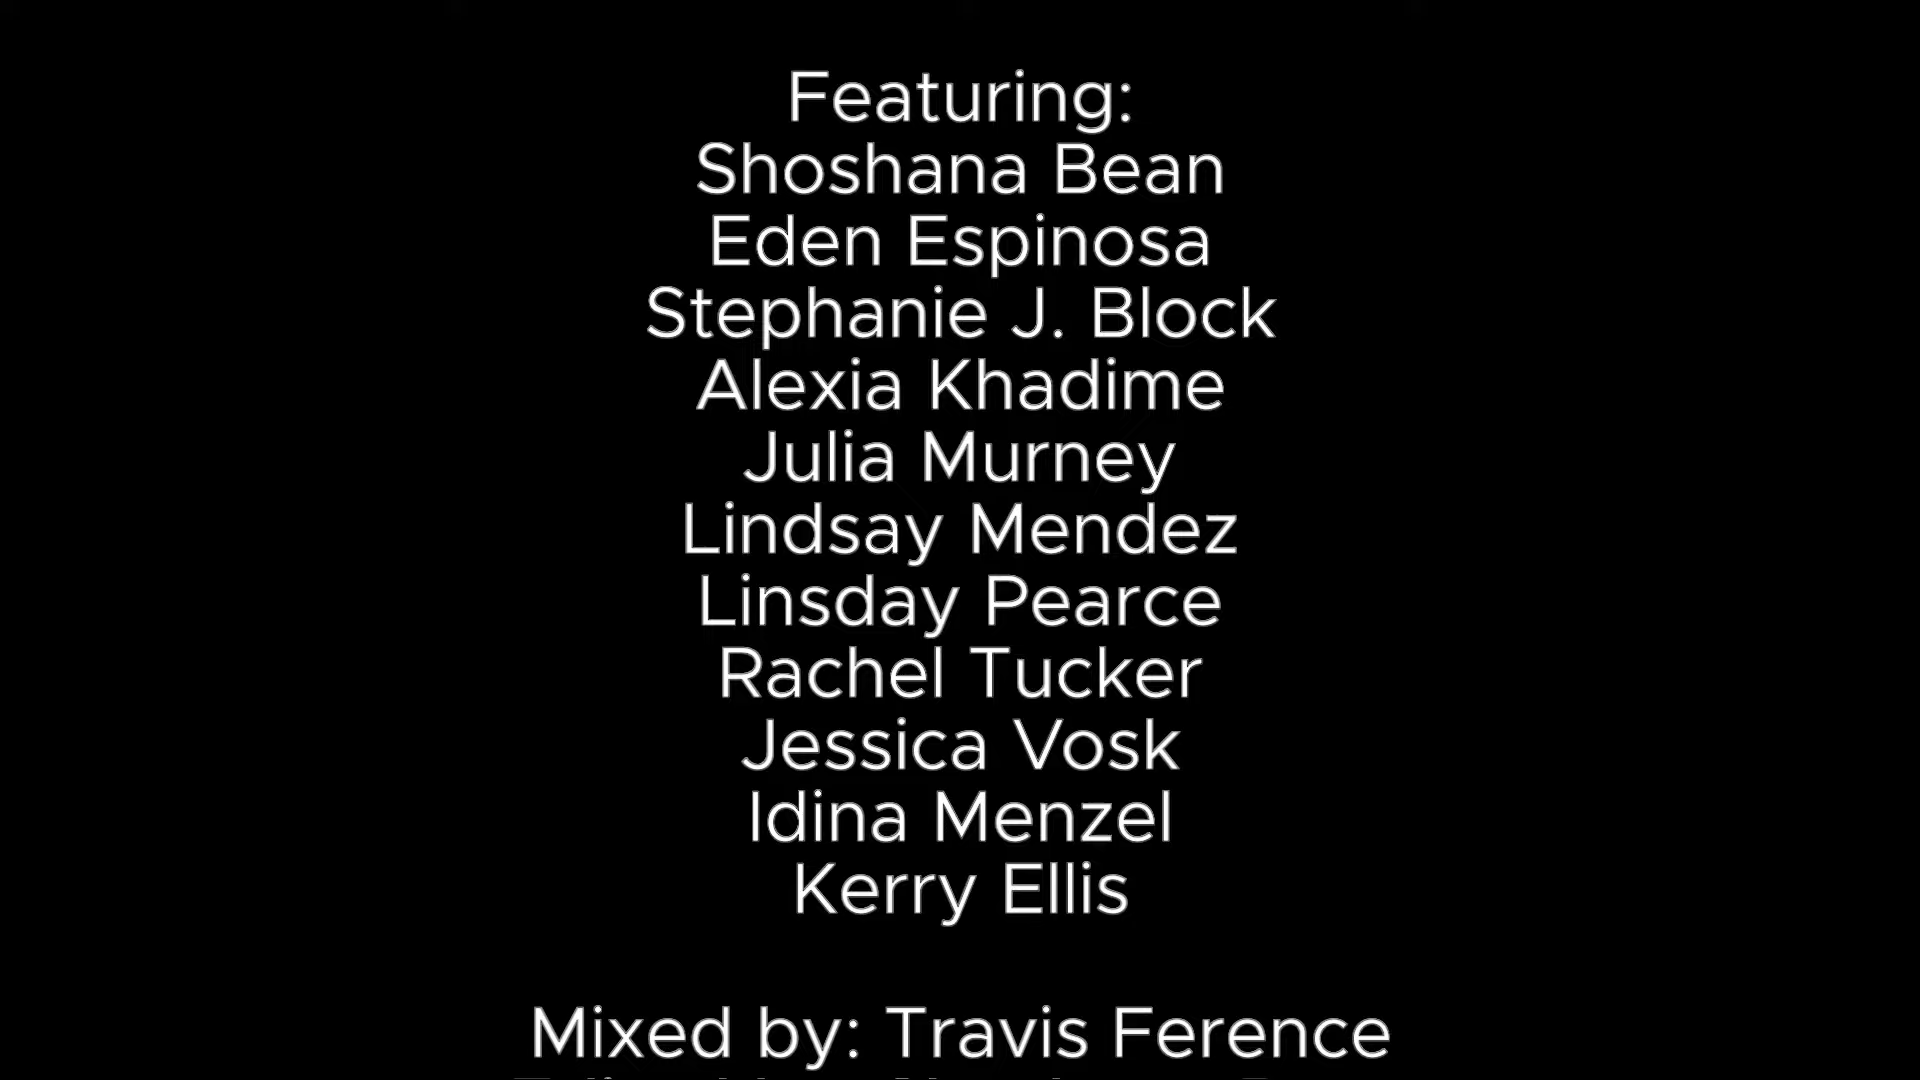 Featuring:
Shoshana Bean
Eden Espinosa
Stephanie J. Block
Alexia Khadime
Julia Murney
Lindsay Mendez
Linsday Pearce
Rachel Tucker
Jessica Vosk
Idina Menzel
Kerry Ellis
Mixed by: Travis Ference